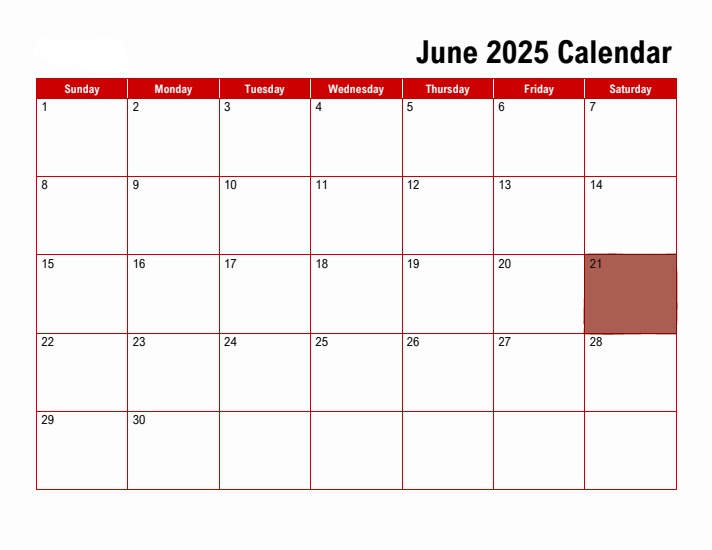 June 2025 Calendar
Sunday Monday Tuesday Wednesday Thursday Friday Saturday
1 2 3 4 5 6 7
8 9 10 11 12 13 14
15 16 17 18 19 20 21
22 23 24 25 26 27 28
29 30